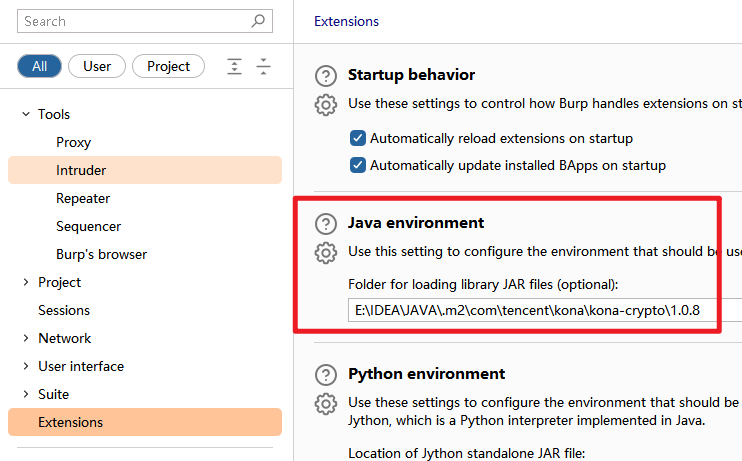 Search
All
User
Project
Tools
Proxy
Intruder
Repeater
Sequencer
Burp's browser
Project
Sessions
Network
User interface
Suite
Extensions
Extensions
Startup behavior
Use these settings to control how Burp handles extensions on st
Automatically reload extensions on startup
Automatically update installed BApps on startup
Java environment
Use this setting to configure the environment that should be use
Folder for loading library JAR files (optional):
E:\IDEA\JAVA\.m2\com\tencent\kona\kona-crypto\1.0.8
Python environment
Use these settings to configure the environment that should be
Jython, which is a Python interpreter implemented in Java.
Location of Jython standalone JAR file: